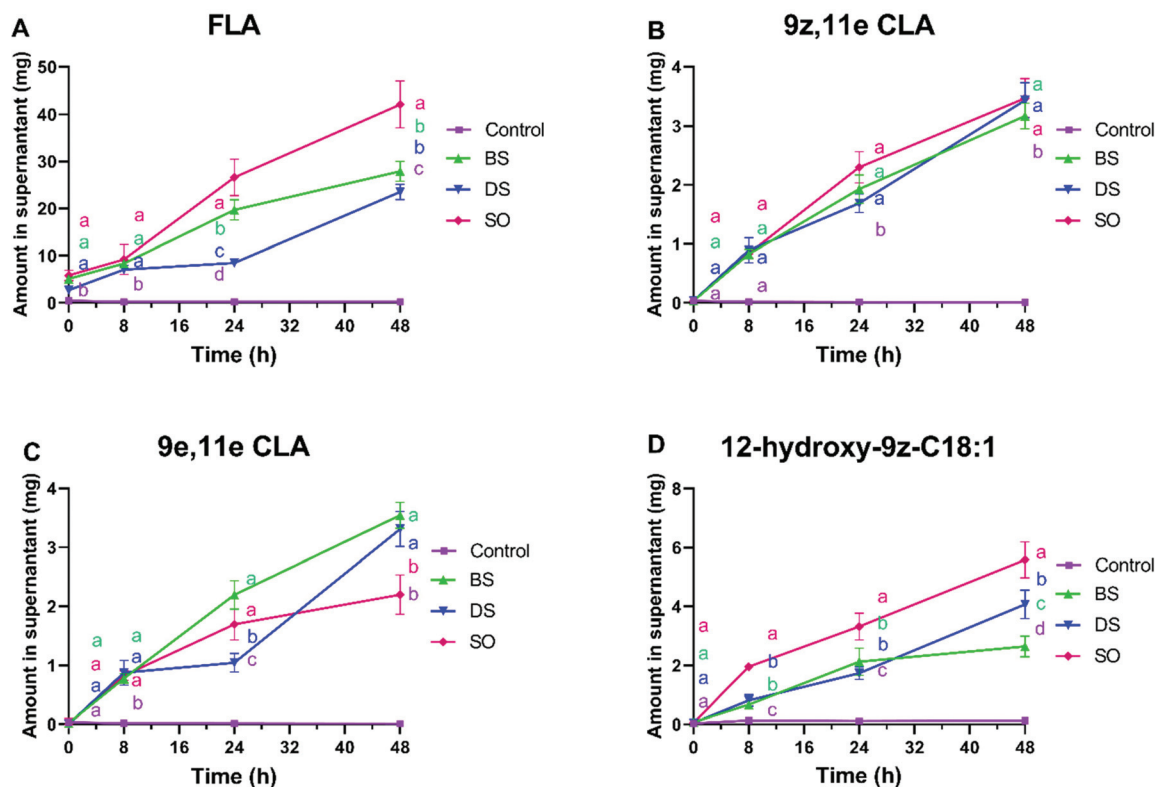 A
FLA
Amount in supernantant (mg)
50
40
30
20
10
0
0 8 16 24 32 40 48
Time (h)
a
a
a
b
a
a
a
b
a
b
c
d
a
b
b
c
Control
BS
DS
SO
B
9z,11e CLA
Amount in supernantant (mg)
4
3
2
1
0
0 8 16 24 32 40 48
Time (h)
a
a
a
a
a
a
a
a
a
a
a
b
a
a
a
b
Control
BS
DS
SO
C
9e,11e CLA
Amount in supernantant (mg)
4
3
2
1
0
0 8 16 24 32 40 48
Time (h)
a
a
a
a
a
a
a
b
a
a
b
c
a
a
b
b
Control
BS
DS
SO
D
12-hydroxy-9z-C18:1
Amount in supernantant (mg)
8
6
4
2
0
0 8 16 24 32 40 48
Time (h)
a
a
a
a
a
b
b
c
a
b
b
c
a
b
c
d
Control
BS
DS
SO